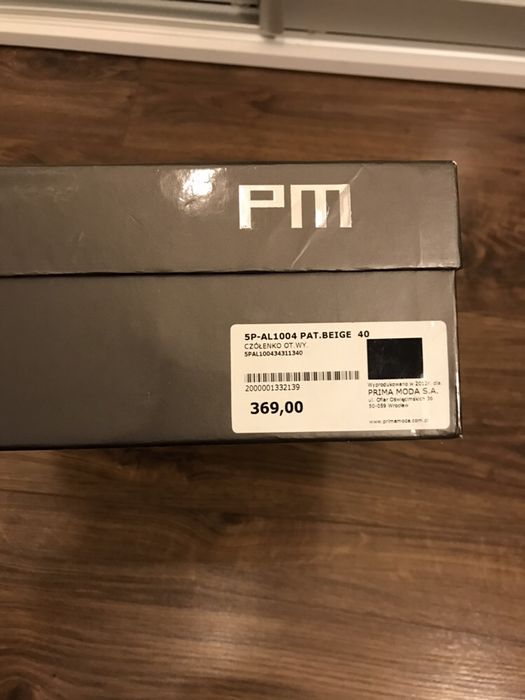 PM
5P-AL1004 PAT.BEIGE 40
CZÓŁENKO OT.WY.
5PAL100434311340
2000001332139
369,00
Wyprodukowano w 2012r. dla
PRIMA MODA S.A.
ul. Ofiar Oświęcimskich 36
50-059 Wrocław
www.primamoda.com.pl